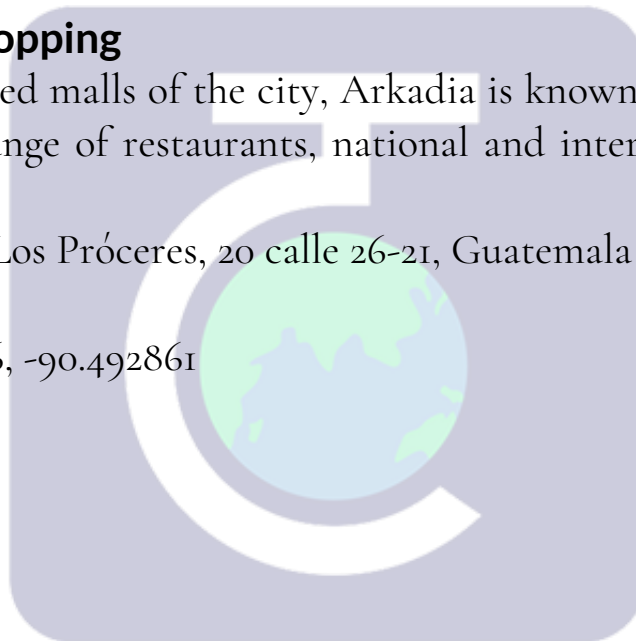 opping
ed malls of the city, Arkadia is known
nge of restaurants, national and inter
Los Próceres, 20 calle 26-21, Guatemala
, -90.492861